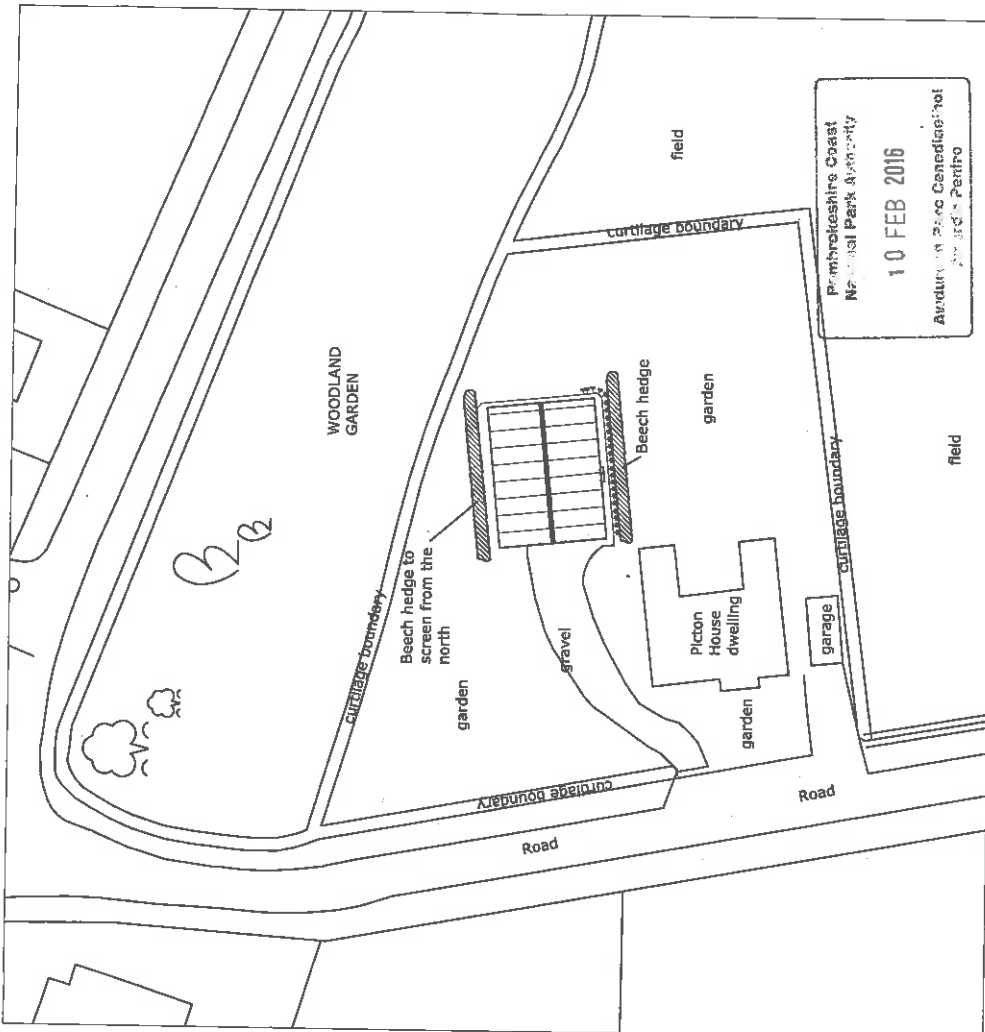 WOODLAND
GARDEN
field
curtilage boundary
Pembrokeshire Coast
Park Authority
10 FEB 2016
Parc
Penfro
Beech hedge to
screen from the
north
curtilage boundary
garden
gravel
Beech hedge
garden
curtilage boundary
field
Picton
House
dwelling
garage
garden
curtilage boundary
Road
Road